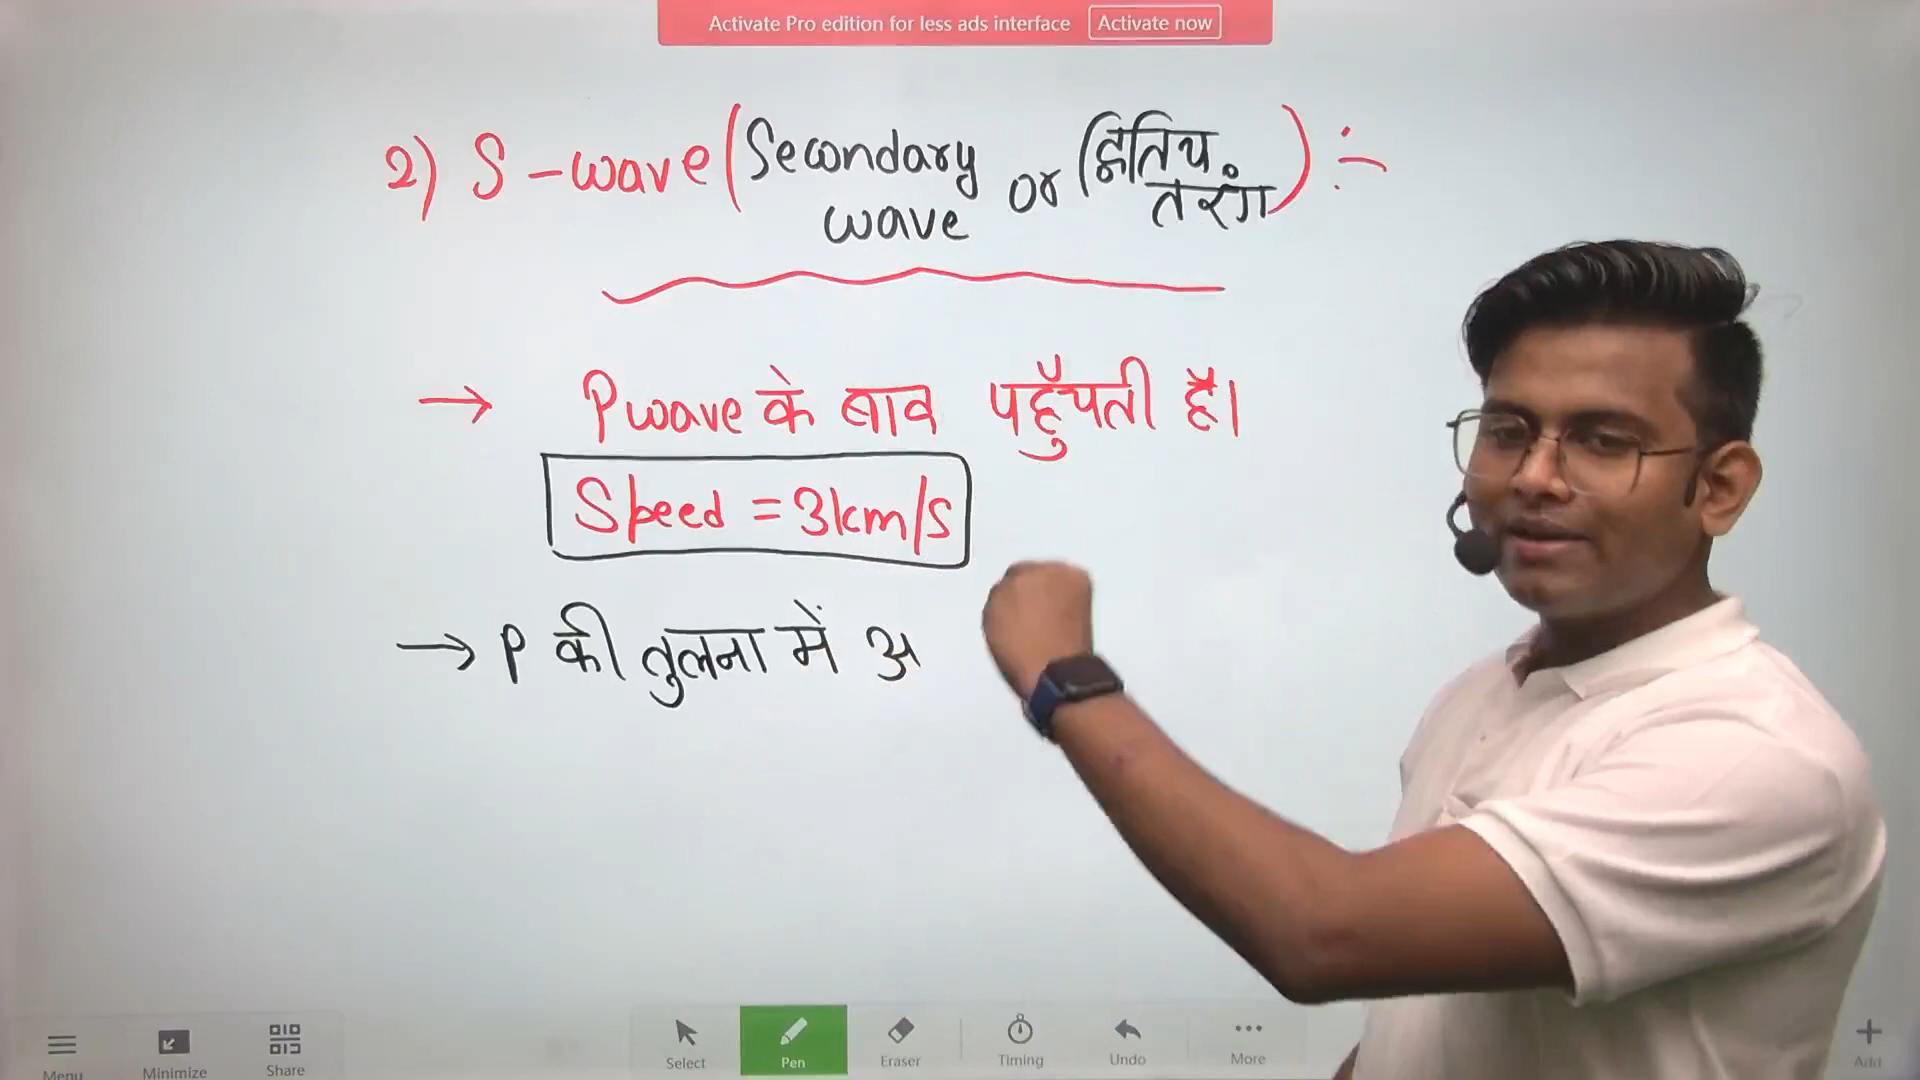 Activate Pro edition for less ads interface Activate now
2) S-wave (Secondary wave or द्वितिय तरंग) :-
→ P wave के बाद पहुँचती है।
Speed = 3km/s
→ P की तुलना में अ
Menu Minimize Share Select Pen Eraser Timing Undo More Add